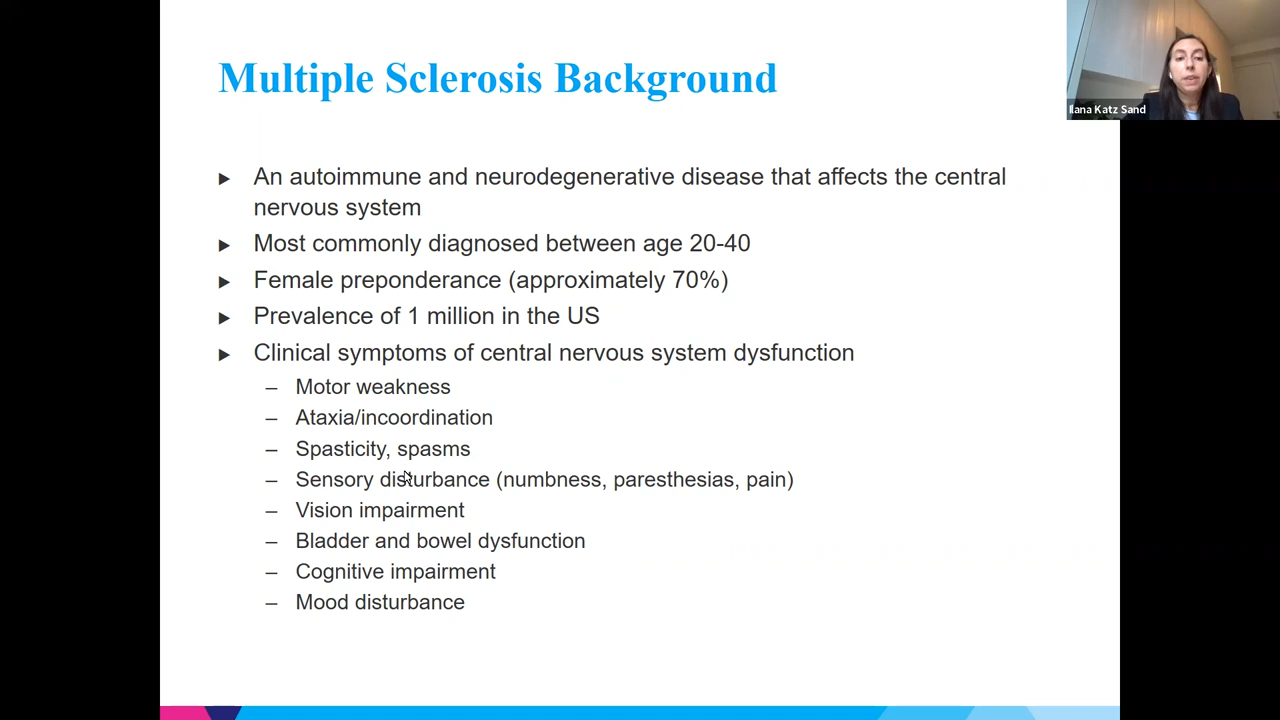 Multiple Sclerosis Background
Ilana Katz Sand
▶ An autoimmune and neurodegenerative disease that affects the central
nervous system
▶ Most commonly diagnosed between age 20-40
▶ Female preponderance (approximately 70%)
▶ Prevalence of 1 million in the US
▶ Clinical symptoms of central nervous system dysfunction
– Motor weakness
– Ataxia/incoordination
– Spasticity, spasms
– Sensory disturbance (numbness, paresthesias, pain)
– Vision impairment
– Bladder and bowel dysfunction
– Cognitive impairment
– Mood disturbance